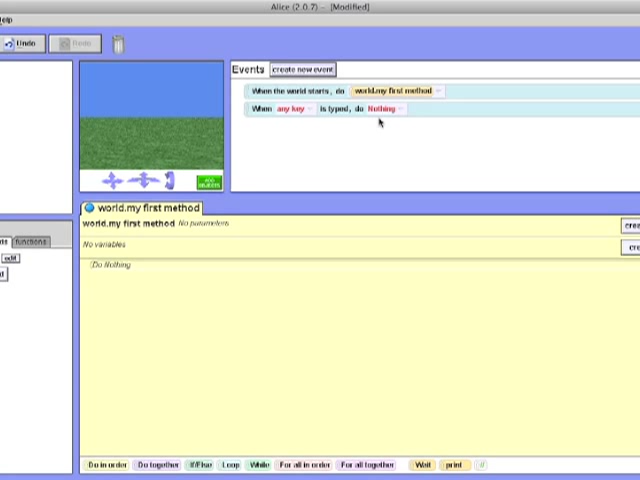 Alice (2.0.7) – [Modified]
Help
Undo
Redo
Events create new event
When the world starts, do world.my first method
When any key is typed, do Nothing
ADD OBJECTS
world.my first method
world.my first method No parameters
No variables
functions
edit
Do Nothing
Do in order Do together If/Else Loop While For all in order For all together Wait print //